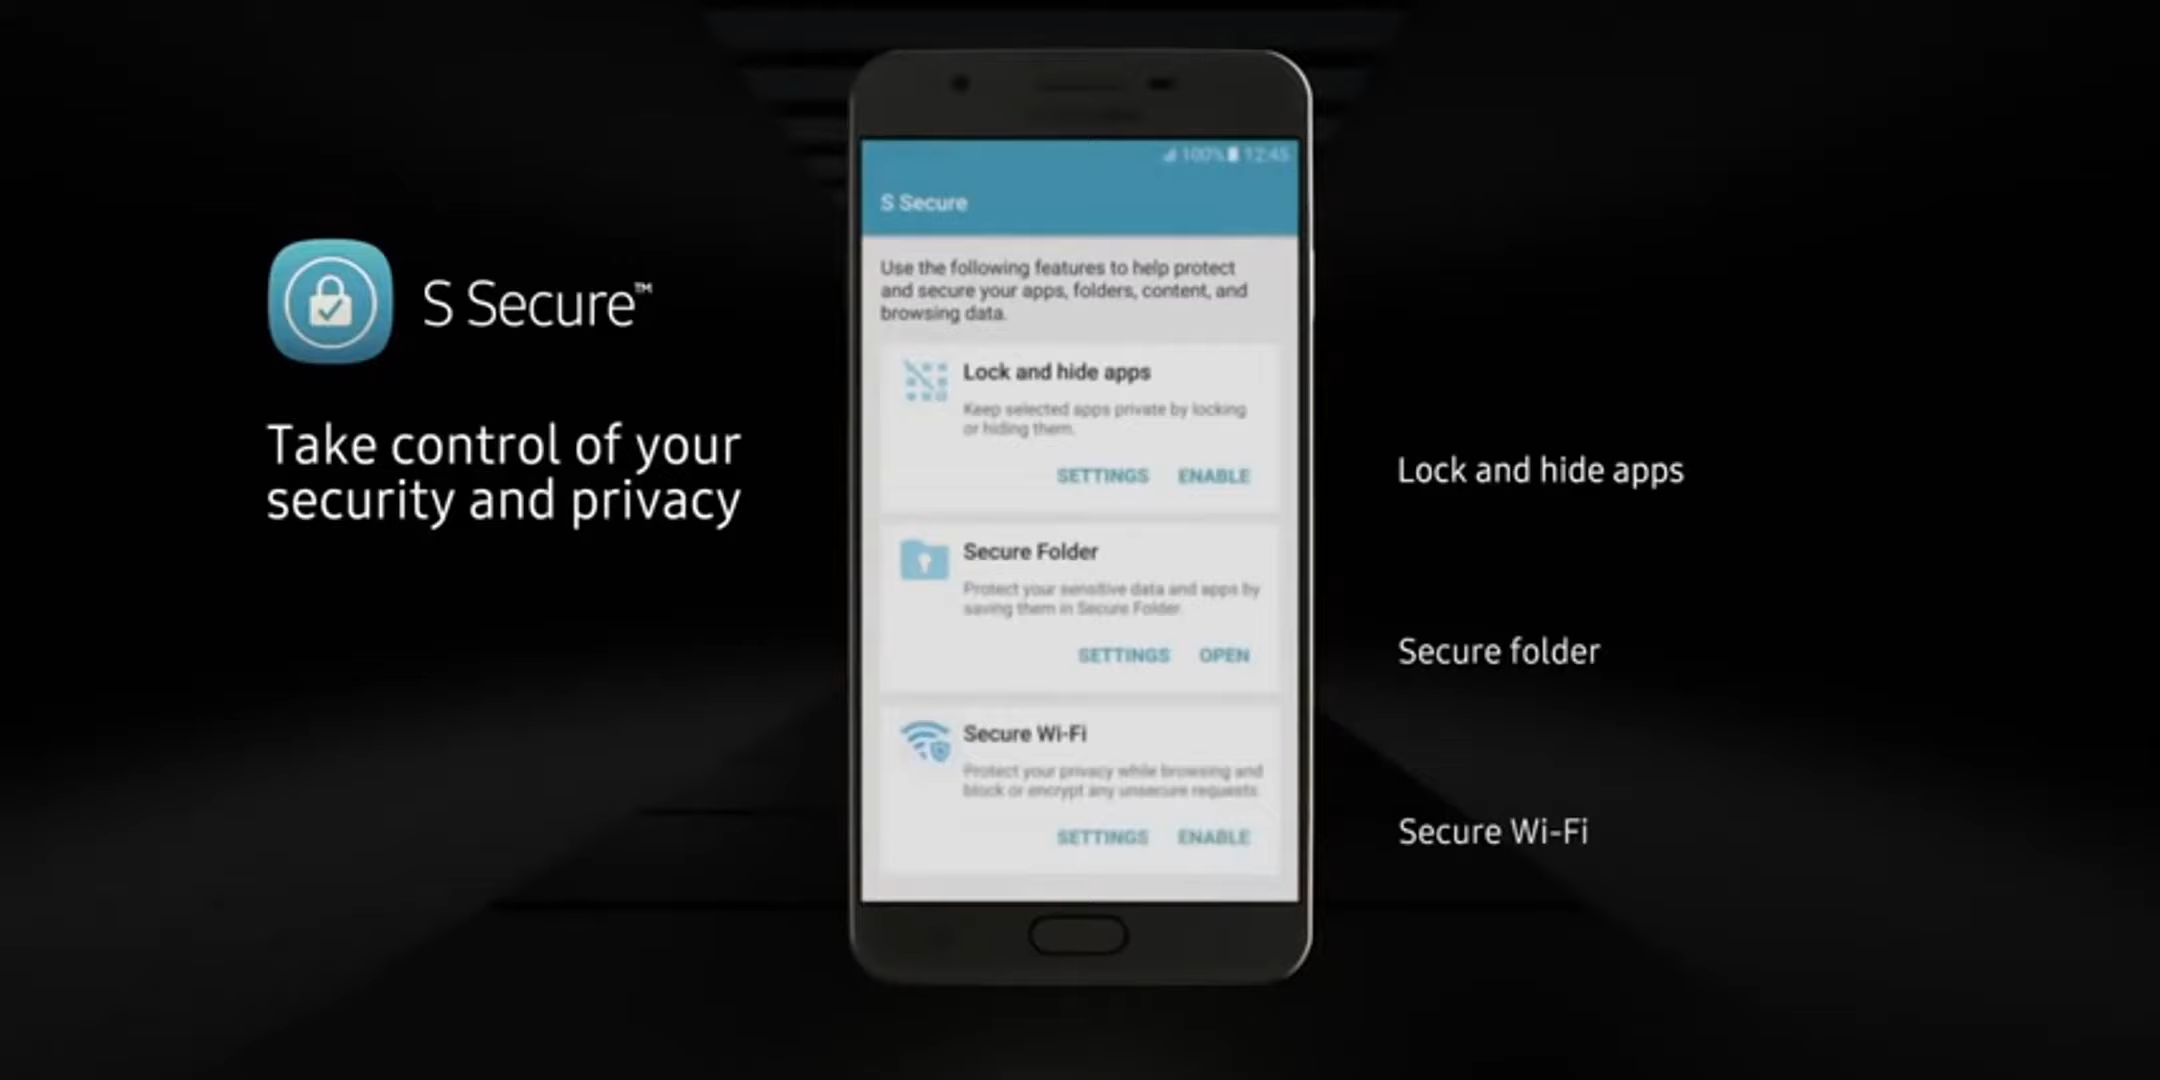 S Secure™
Take control of your
security and privacy
100% 12:45
S Secure
Use the following features to help protect
and secure your apps, folders, content, and
browsing data.
Lock and hide apps
Keep selected apps private by locking
or hiding them.
SETTINGS ENABLE
Secure Folder
Protect your sensitive data and apps by
saving them in Secure Folder.
SETTINGS OPEN
Secure Wi-Fi
Protect your privacy while browsing and
block or encrypt any unsecure requests.
SETTINGS ENABLE
Lock and hide apps
Secure folder
Secure Wi-Fi